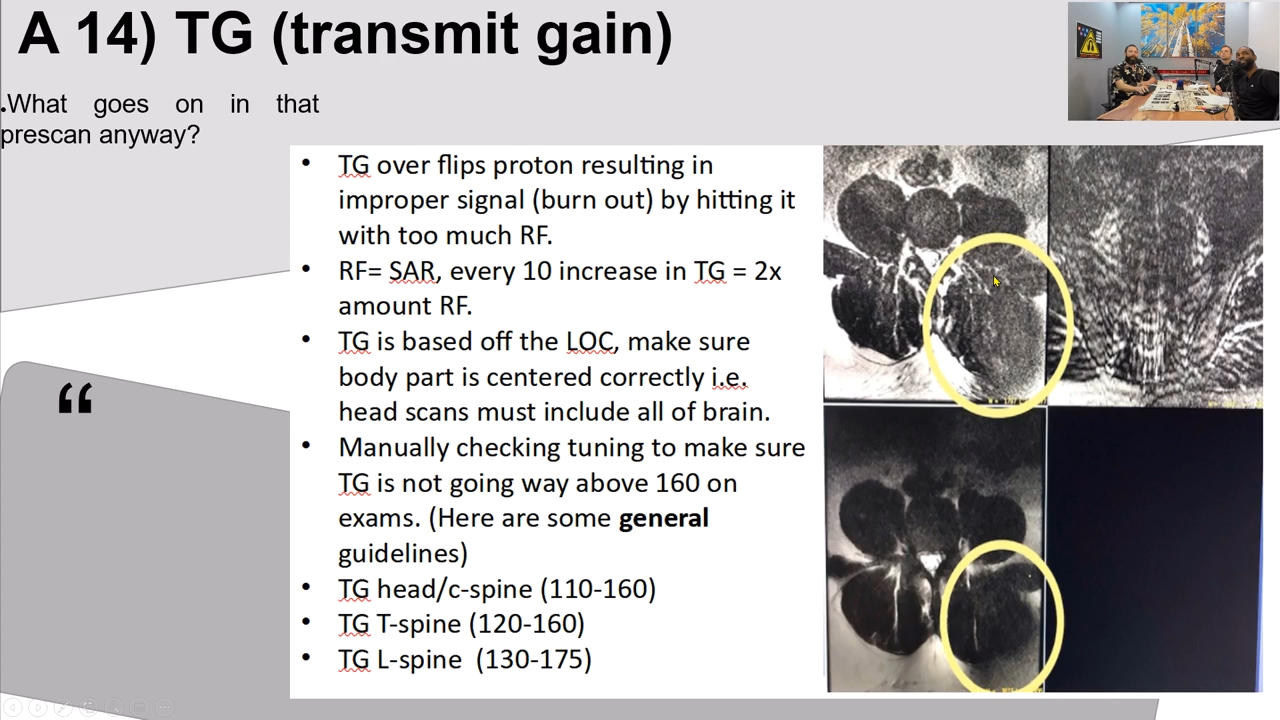 A 14) TG (transmit gain)
.What goes on in that
prescan anyway?
• TG over flips proton resulting in
improper signal (burn out) by hitting it
with too much RF.
• RF= SAR, every 10 increase in TG = 2x
amount RF.
• TG is based off the LOC, make sure
body part is centered correctly i.e.
head scans must include all of brain.
• Manually checking tuning to make sure
TG is not going way above 160 on
exams. (Here are some general
guidelines)
• TG head/c-spine (110-160)
• TG T-spine (120-160)
• TG L-spine (130-175)
“